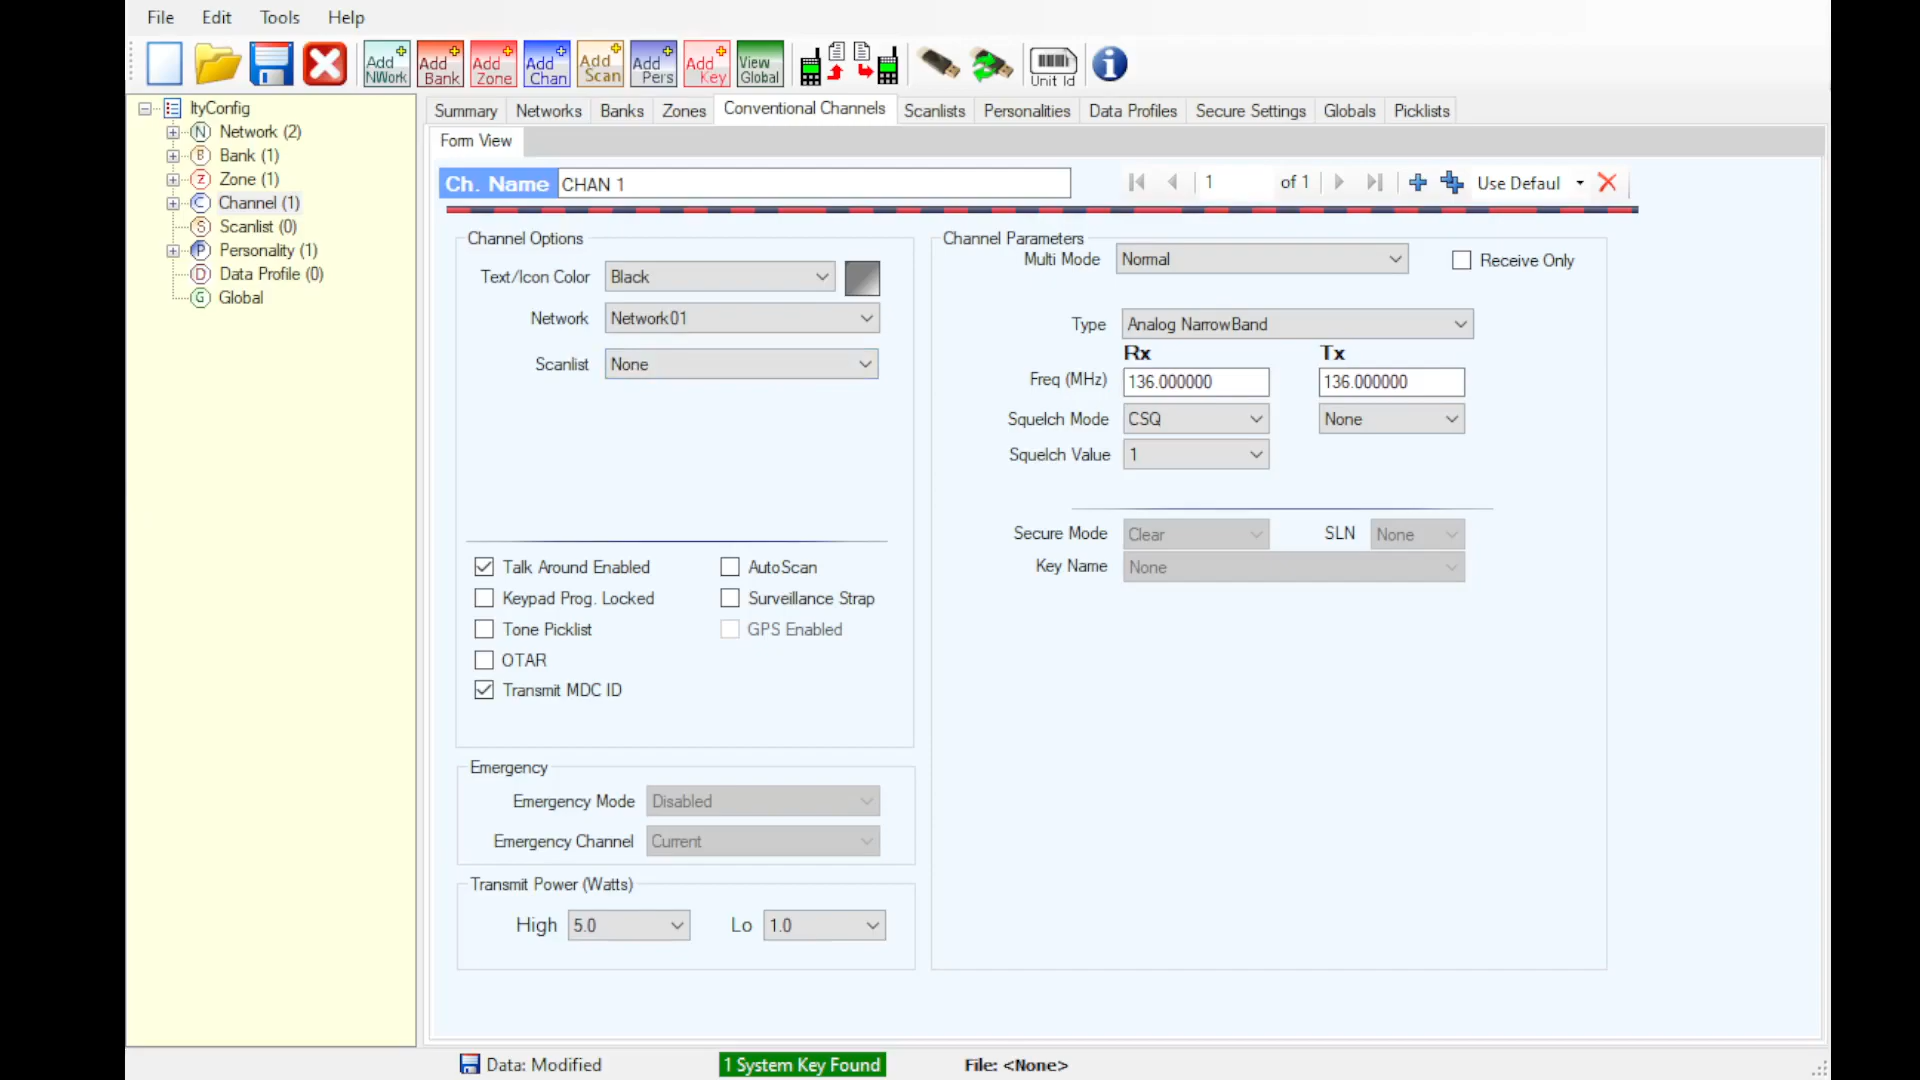 File Edit Tools Help
Add NWork Add Bank Add Zone Add Chan Add Scan Add Pers Add Key View Global Unit Id
ltyConfig
Network (2)
Bank (1)
Zone (1)
Channel (1)
Scanlist (0)
Personality (1)
Data Profile (0)
Global
Summary Networks Banks Zones Conventional Channels Scanlists Personalities Data Profiles Secure Settings Globals Picklists
Form View
Ch. Name CHAN 1 1 of 1 Use Defaul
Channel Options
Text/Icon Color Black
Network Network01
Scanlist None
Talk Around Enabled AutoScan
Keypad Prog. Locked Surveillance Strap
Tone Picklist GPS Enabled
OTAR
Transmit MDC ID
Emergency
Emergency Mode Disabled
Emergency Channel Current
Transmit Power (Watts)
High 5.0 Lo 1.0
Channel Parameters
Multi Mode Normal Receive Only
Type Analog NarrowBand
Rx Tx
Freq (MHz) 136.000000 136.000000
Squelch Mode CSQ None
Squelch Value 1
Secure Mode Clear SLN None
Key Name None
Data: Modified 1 System Key Found File: <None>